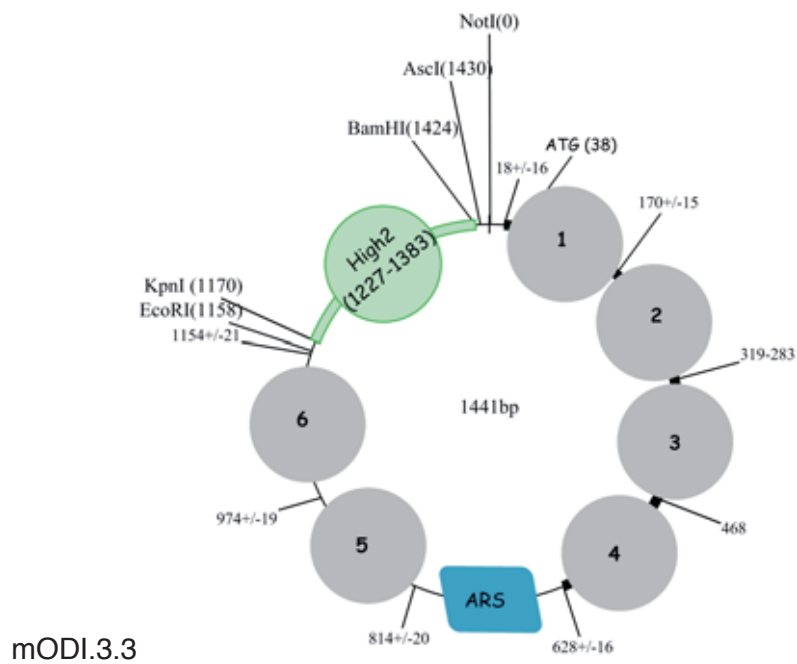 NotI(0)
AscI(1430)
BamHI(1424)
ATG (38)
18+/-16
170+/-15
1
High2
(1227-1383)
KpnI (1170)
EcoRI(1158)
1154+/-21
2
319-283
1441bp
6
3
974+/-19
468
5
4
ARS
814+/-20
628+/-16
mODI.3.3